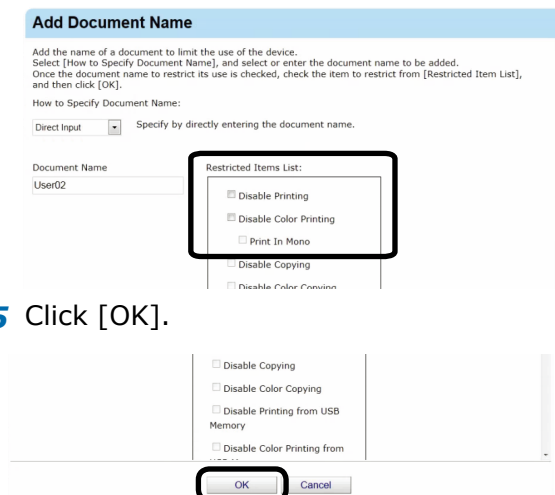 Add Document Name
Add the name of a document to limit the use of the device.
Select [How to Specify Document Name], and select or enter the document name to be added.
Once the document name to restrict its use is checked, check the item to restrict from [Restricted Item List],
and then click [OK].
How to Specify Document Name:
Direct Input Specify by directly entering the document name.
Document Name Restricted Items List:
User02
Disable Printing
Disable Color Printing
Print In Mono
Disable Copying
Disable Color Copying
5 Click [OK].
Disable Copying
Disable Color Copying
Disable Printing from USB
Memory
Disable Color Printing from
OK Cancel